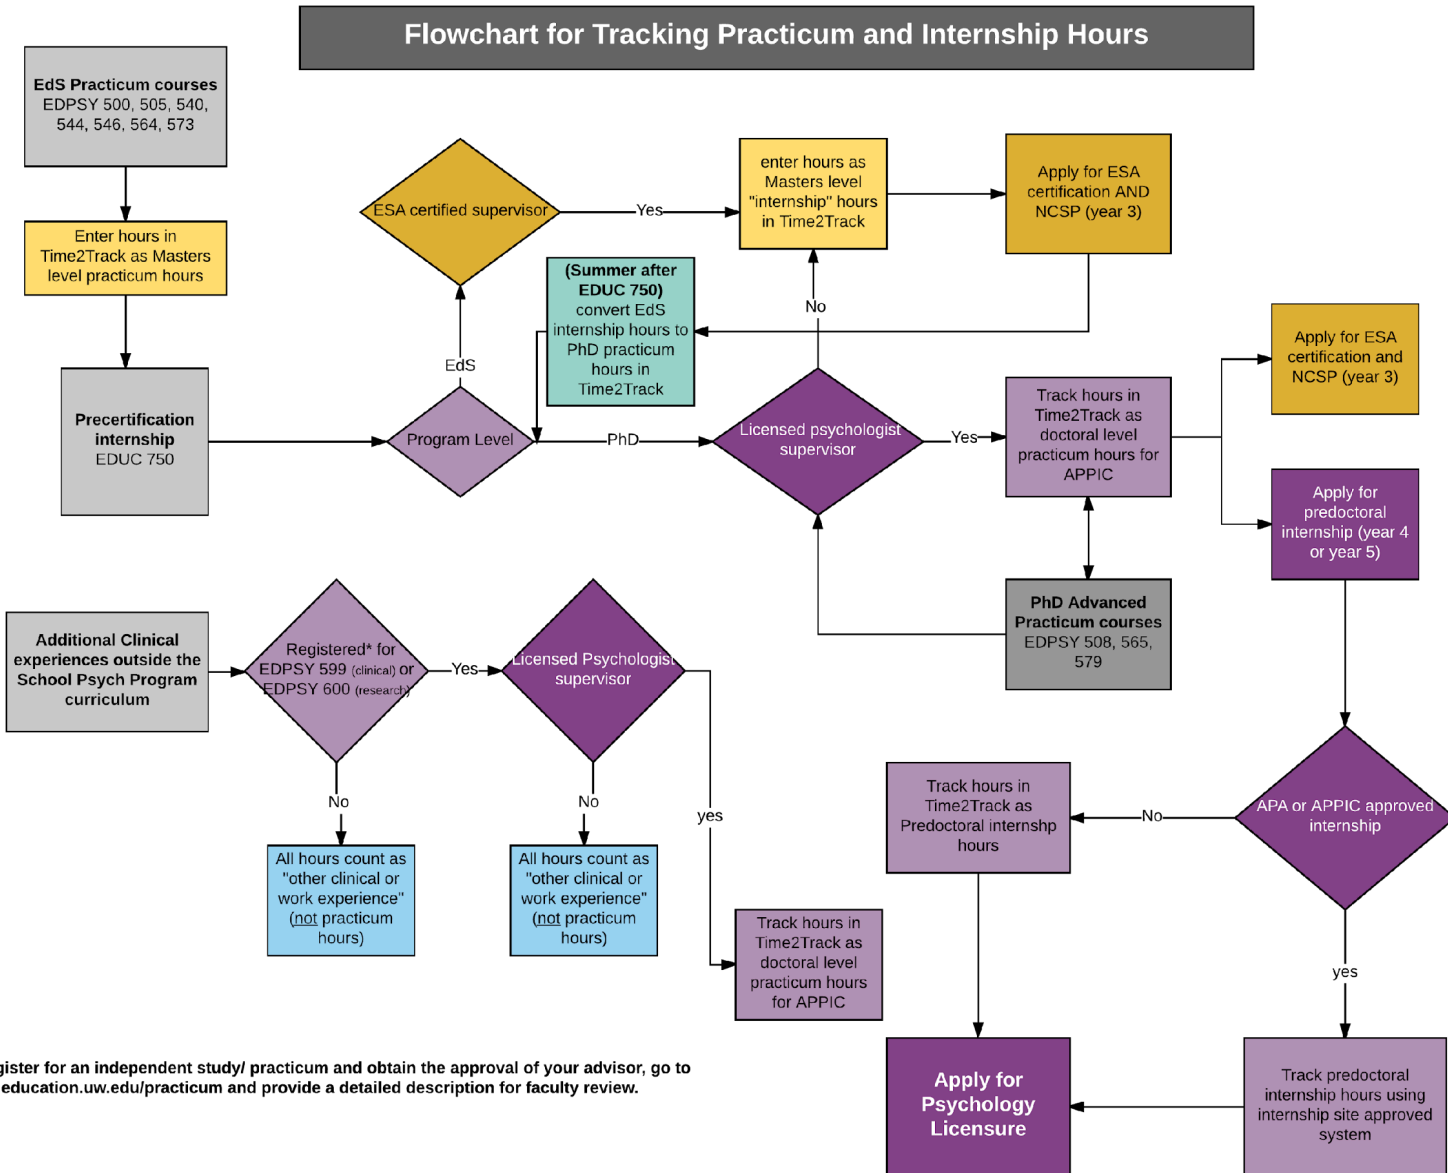 Flowchart for Tracking Practicum and Internship Hours
EdS Practicum courses
EDPSY 500, 505, 540,
544, 546, 564, 573
Enter hours in
Time2Track as Masters
level practicum hours
Precertification
internship
EDUC 750
ESA certified supervisor
Yes
enter hours as
Masters level
"internship" hours
in Time2Track
Apply for ESA
certification AND
NCSP (year 3)
(Summer after
EDUC 750)
convert EdS
internship hours to
PhD practicum
hours in
Time2Track
No
EdS
Program Level
PhD
Licensed psychologist
supervisor
Yes
Track hours in
Time2Track as
doctoral level
practicum hours for
APPIC
Apply for ESA
certification and
NCSP (year 3)
Apply for
predoctoral
internship (year 4
or year 5)
PhD Advanced
Practicum courses
EDPSY 508, 565,
579
Additional Clinical
experiences outside the
School Psych Program
curriculum
Registered* for
EDPSY 599 (clinical) or
EDPSY 600 (research)
Yes
Licensed Psychologist
supervisor
No
No
yes
All hours count as
"other clinical or
work experience"
(not practicum
hours)
All hours count as
"other clinical or
work experience"
(not practicum
hours)
Track hours in
Time2Track as
doctoral level
practicum hours
for APPIC
Track hours in
Time2Track as
Predoctoral internshp
hours
No
APA or APPIC approved
internship
yes
Apply for
Psychology
Licensure
Track predoctoral
internship hours using
internship site approved
system
gister for an independent study/ practicum and obtain the approval of your advisor, go to
education.uw.edu/practicum and provide a detailed description for faculty review.